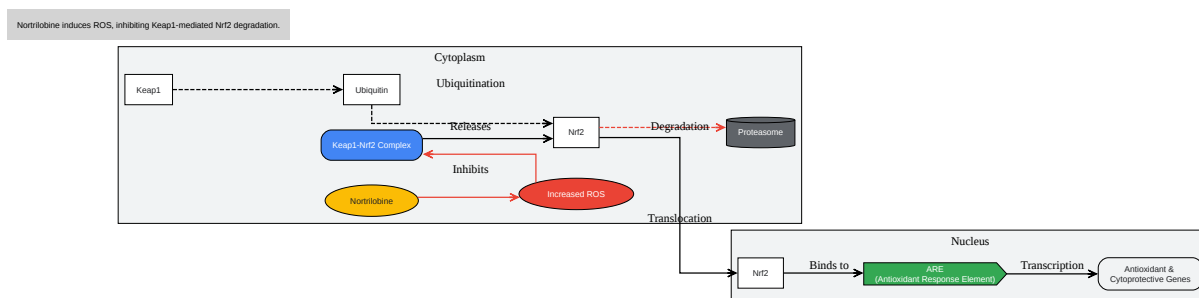 Nortrilobine induces ROS, inhibiting Keap1-mediated Nrf2 degradation.
Cytoplasm
Ubiquitination
Keap1
Ubiquitin
Releases
Nrf2
Degradation
Proteasome
Keap1-Nrf2 Complex
Inhibits
Nortrilobine
Increased ROS
Translocation
Nucleus
Nrf2
Binds to
ARE
(Antioxidant Response Element)
Transcription
Antioxidant &
Cytoprotective Genes